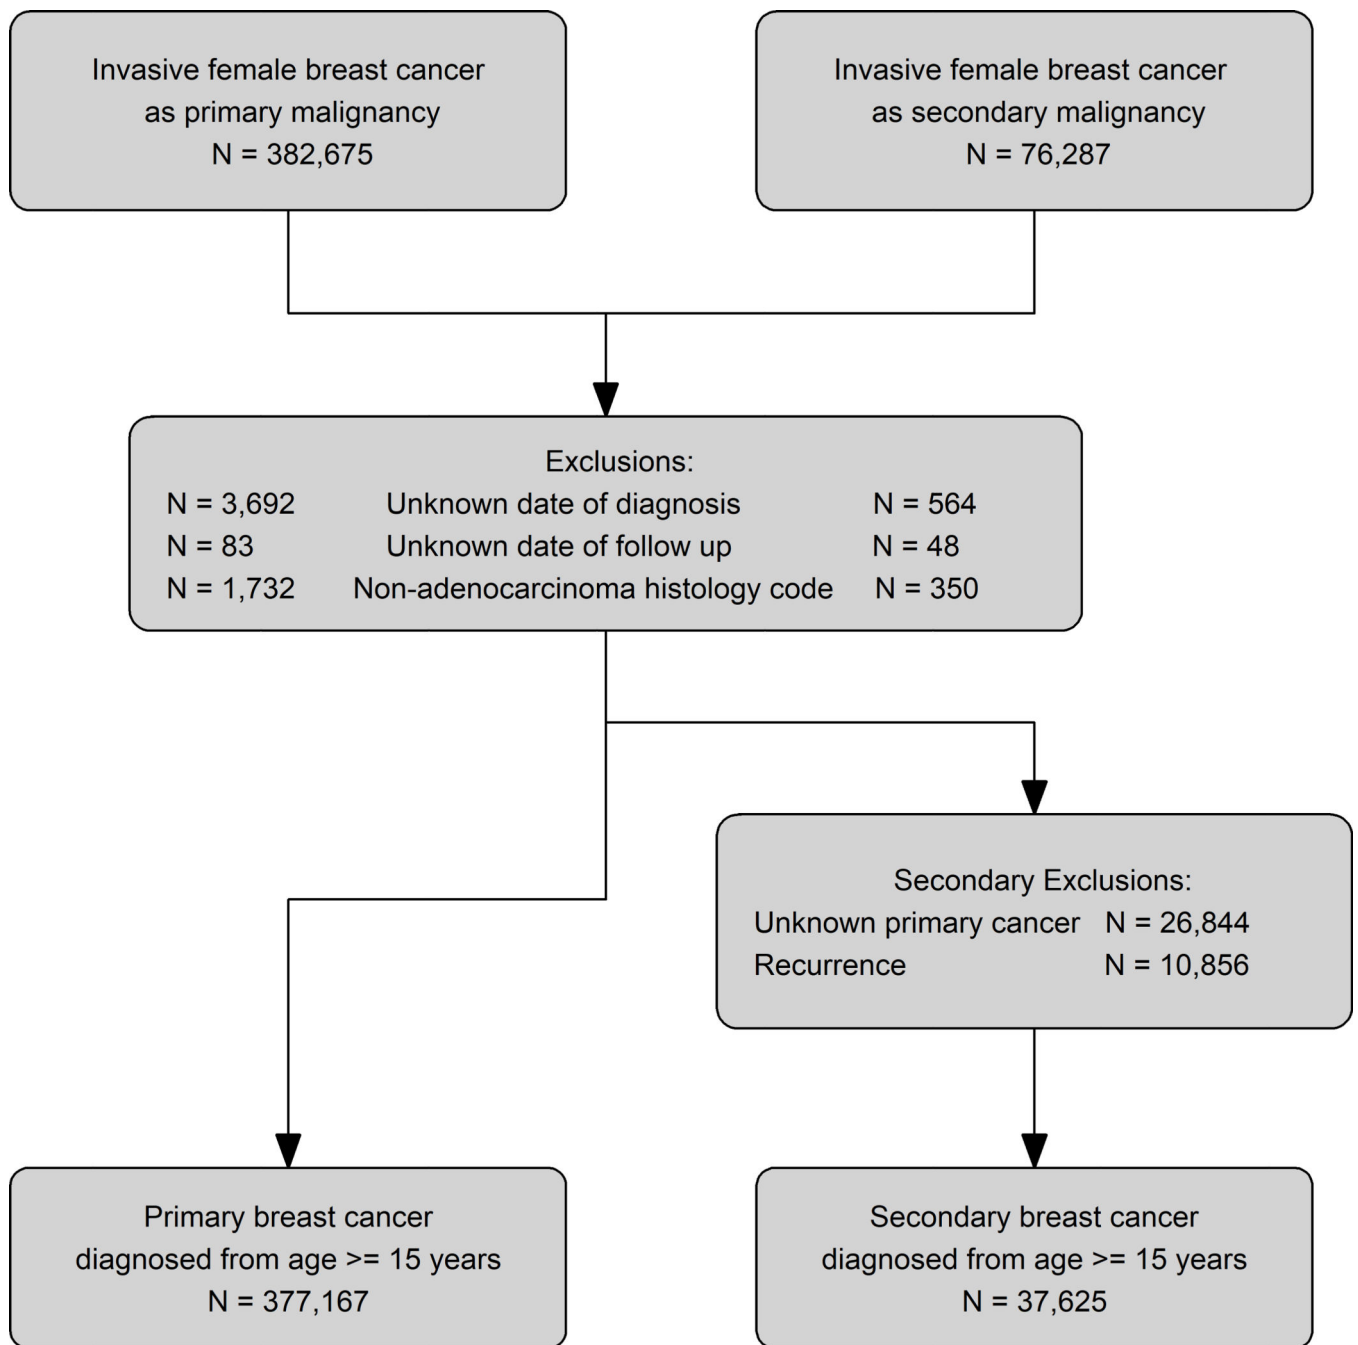 Invasive female breast cancer
as primary malignancy
N = 382,675
Invasive female breast cancer
as secondary malignancy
N = 76,287
Exclusions:
N = 3,692 Unknown date of diagnosis N = 564
N = 83 Unknown date of follow up N = 48
N = 1,732 Non-adenocarcinoma histology code N = 350
Secondary Exclusions:
Unknown primary cancer N = 26,844
Recurrence N = 10,856
Primary breast cancer
diagnosed from age >= 15 years
N = 377,167
Secondary breast cancer
diagnosed from age >= 15 years
N = 37,625